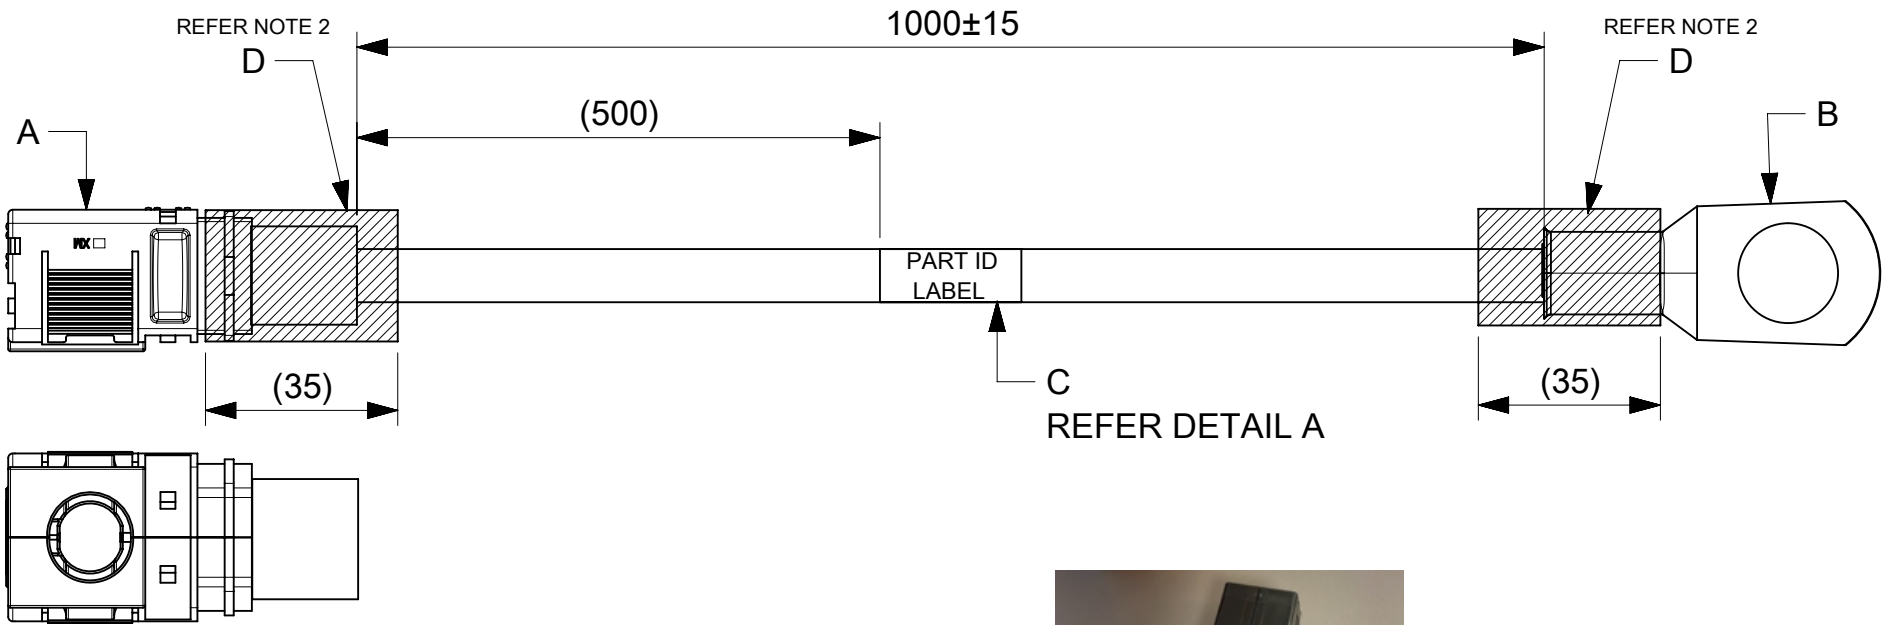 REFER NOTE 2
1000±15
REFER NOTE 2
D
D
(500)
A
B
PART ID
LABEL
(35)
C
(35)
REFER DETAIL A